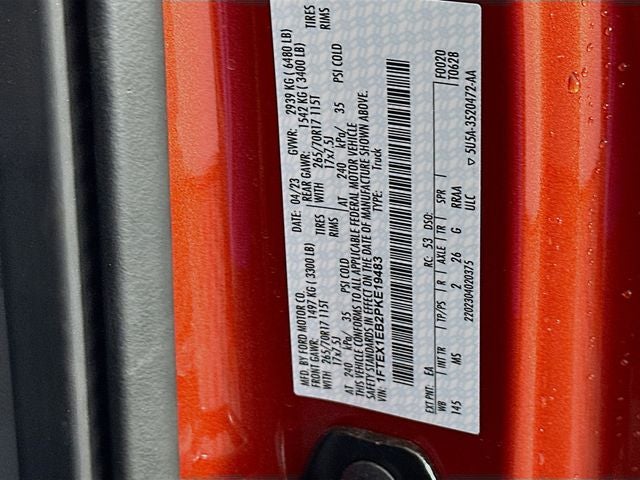 MFD. BY FORD MOTOR CO. DATE: 04/23 GVWR: 2939 KG ( 6480 LB)
FRONT GAWR: 1497 KG (3300 LB) REAR GAWR: 1542 KG ( 3400 LB)
WITH 265/70R17 115T TIRES WITH 265/70R17 115T TIRES
17x7.5J RIMS 17x7.5J RIMS
AT 240 kPa/ 35 PSI COLD AT 240 kPa/ 35 PSI COLD
THIS VEHICLE CONFORMS TO ALL APPLICABLE FEDERAL MOTOR VEHICLE
SAFETY STANDARDS IN EFFECT ON THE DATE OF MANUFACTURE SHOWN ABOVE.
VIN: 1FTEX1EB2PKE19483 TYPE: Truck
EXT PNT: EA RC: 53 DSO: F0020
WB INT TR TP/PS R AXLE TR SPR T0628
145 MS 2 26 G RRAA
2202304020375 ULC 5U5A-3520472-AA